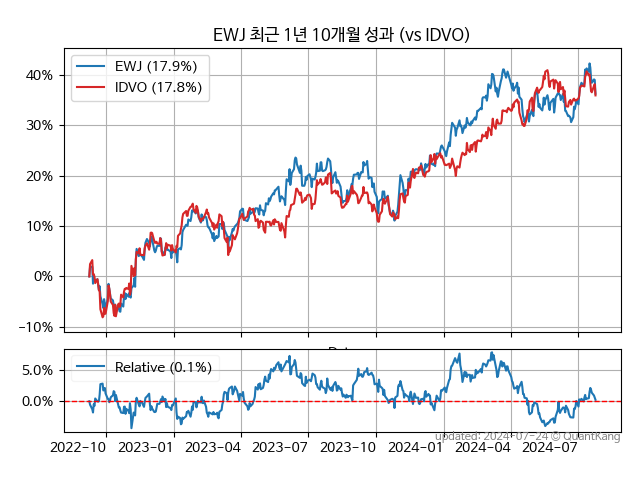 EWJ 최근 1년 10개월 성과 (vs IDVO)
EWJ (17.9%)
IDVO (17.8%)
40%
30%
20%
10%
0%
−10%
Relative (0.1%)
5.0%
0.0%
2022-10 2023-01 2023-04 2023-07 2023-10 2024-01 2024-04 2024-07
updated: 2024-07-24 © QuantKang